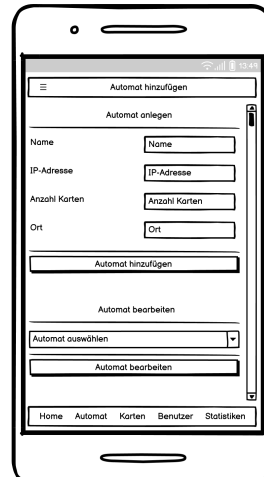 13:49
Automat hinzufügen
Automat anlegen
Name Name
IP-Adresse IP-Adresse
Anzahl Karten Anzahl Karten
Ort Ort
Automat hinzufügen
Automat bearbeiten
Automat auswählen
Automat bearbeiten
Home Automat Karten Benutzer Statistiken